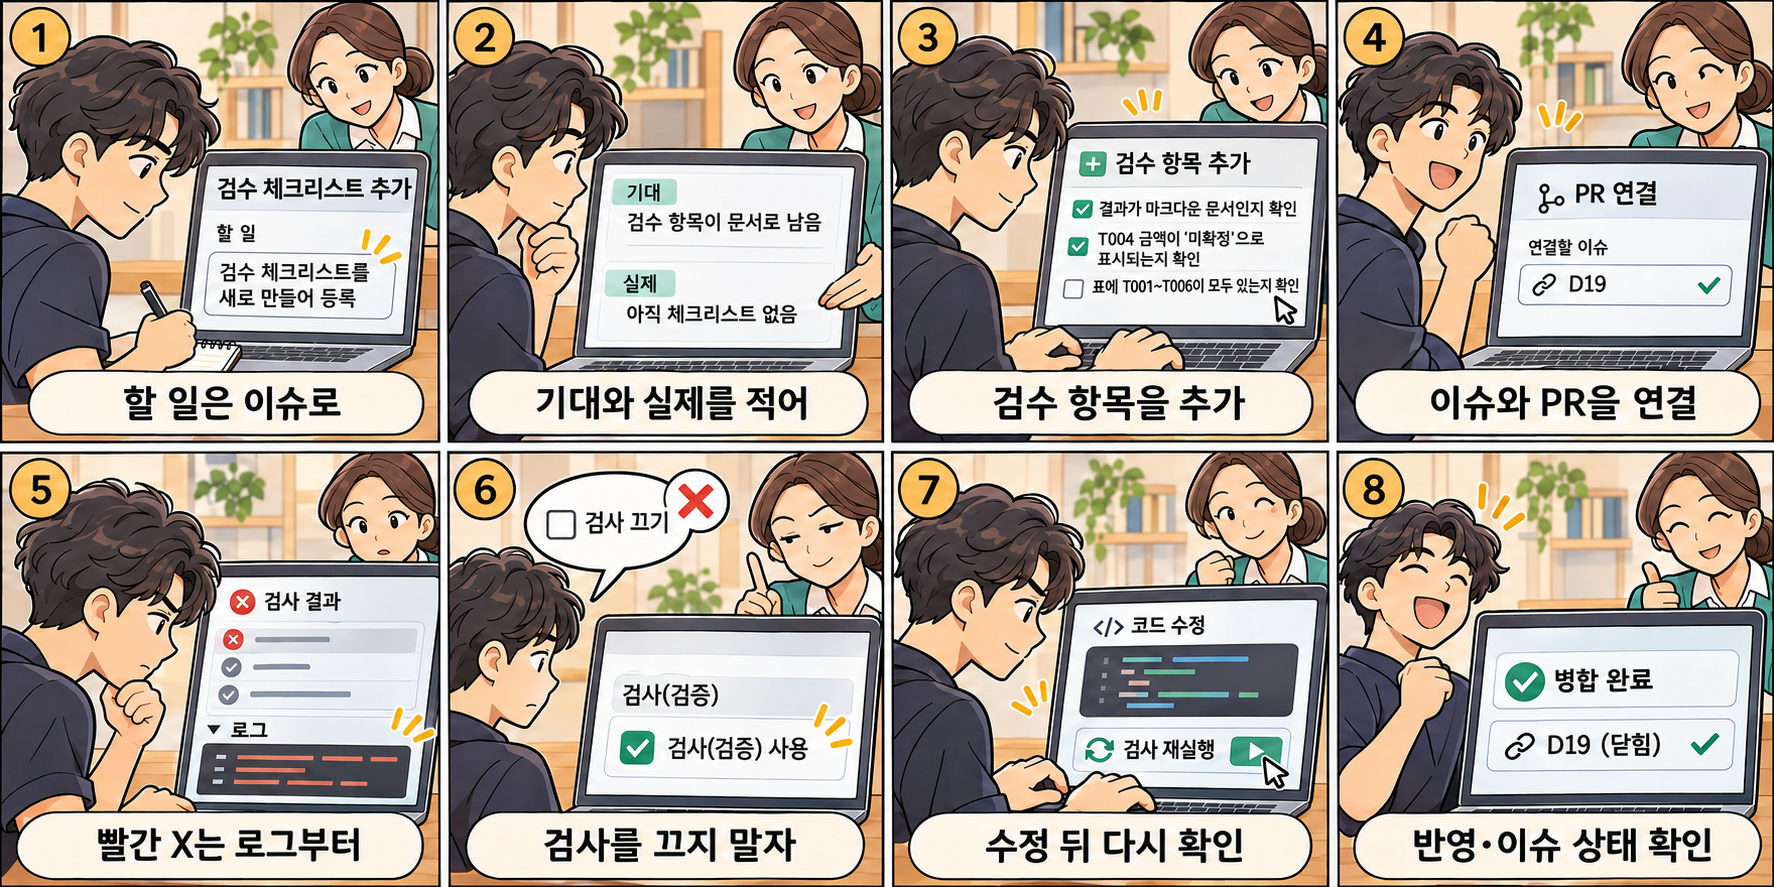 1
검수 체크리스트 추가
할 일
검수 체크리스트를
새로 만들어 등록
할 일은 이슈로
2
기대
검수 항목이 문서로 남음
실제
아직 체크리스트 없음
기대와 실제를 적어
3
검수 항목 추가
결과가 마크다운 문서인지 확인
T004 금액이 '미확정'으로
표시되는지 확인
표에 T001~T006이 모두 있는지 확인
검수 항목을 추가
4
PR 연결
연결할 이슈
D19
이슈와 PR을 연결
5
검사 결과
로그
빨간 X는 로그부터
6
검사 끄기
검사(검증)
검사(검증) 사용
검사를 끄지 말자
7
</> 코드 수정
검사 재실행
수정 뒤 다시 확인
8
병합 완료
D19 (닫힘)
반영·이슈 상태 확인